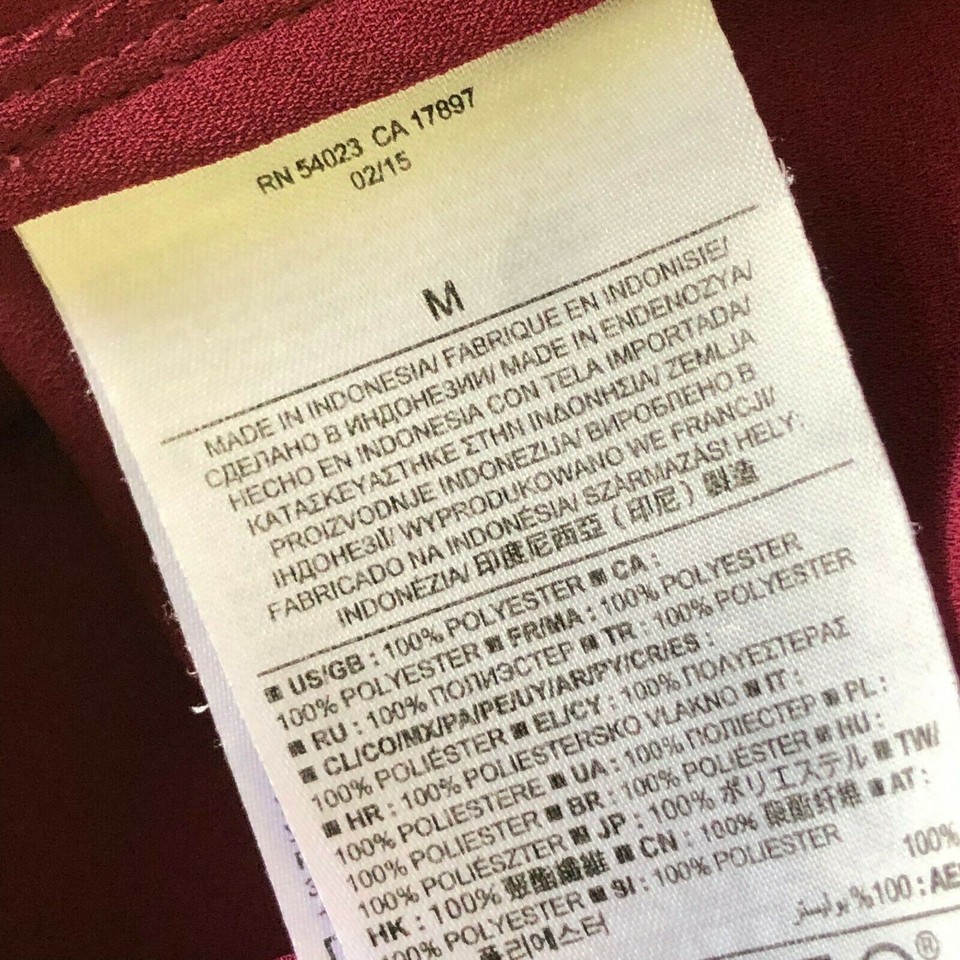 RN 54023 CA 17897
02/15
M
MADE IN INDONESIA/ FABRIQUE EN INDONISIE/
СДЕЛАНО В ИНДОНЕЗИИ/ MADE IN ENDENOZYA/
HECHO EN INDONESIA CON TELA IMPORTADA/
ΚΑΤΑΣΚΕΥΑΣΤΗΚΕ ΣΤΗΝ ΙΝΔΟΝΗΣΙΑ/ ZEMLJA
PROIZVODNJE INDONEZIJA/ ВИРОБЛЕНО В
ІНДОНЕЗІЇ/ WYPRODUKOWANO WE FRANCJI/
FABRICADO NA INDONÉSIA/ SZÁRMAZÁSI HELY:
INDONÉZIA/ 印度尼西亞 (印尼) 製造
■ US/GB : 100% POLYESTER ■ CA :
100% POLYESTER ■ FR/MA : 100% POLYESTER
■ RU : 100% ПОЛИЭСТЕР ■ TR : 100% POLYESTER
■ CL/CO/MX/PA/PE/UY/AR/PY/CR/ES :
100% POLIÉSTER ■ EL/CY : 100% ΠΟΛΥΕΣΤΕΡΑΣ
■ HR : 100% POLIESTERSKO VLAKNO ■ IT :
100% POLIESTERE ■ UA : 100% ПОЛІЕСТЕР ■ PL :
100% POLIESTER ■ BR : 100% POLIÉSTER ■ HU :
100% POLIÉSZTER ■ JP : 100% ポリエステル ■ TW/
HK : 100% 聚酯纖維 ■ CN : 100% 聚酯纤维 ■ AT :
100% POLYESTER ■ SI : 100% POLIESTER 100%
폴리에스터 بوليستر %100 : AE
®